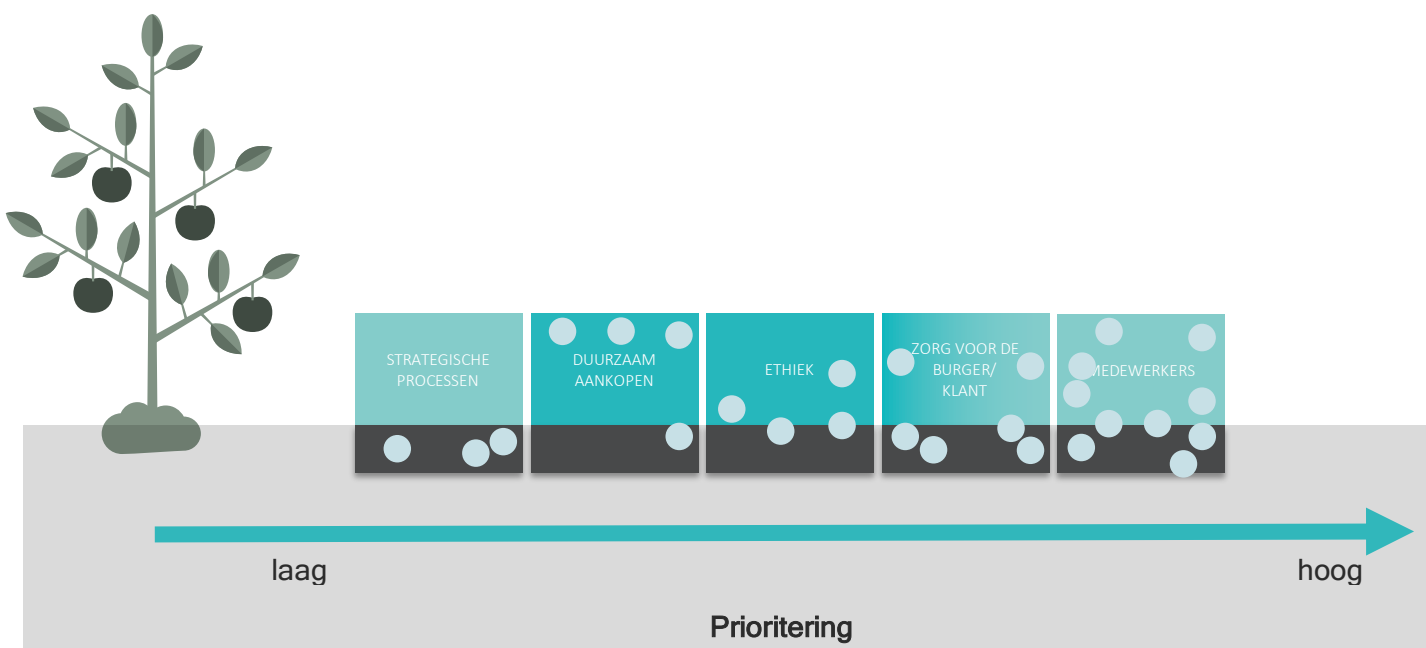 STRATEGISCHE
PROCESSEN
DUURZAAM
AANKOPEN
ETHIEK
ZORG VOOR DE
BURGER/
KLANT
MEDEWERKERS
laag
hoog
Prioritering